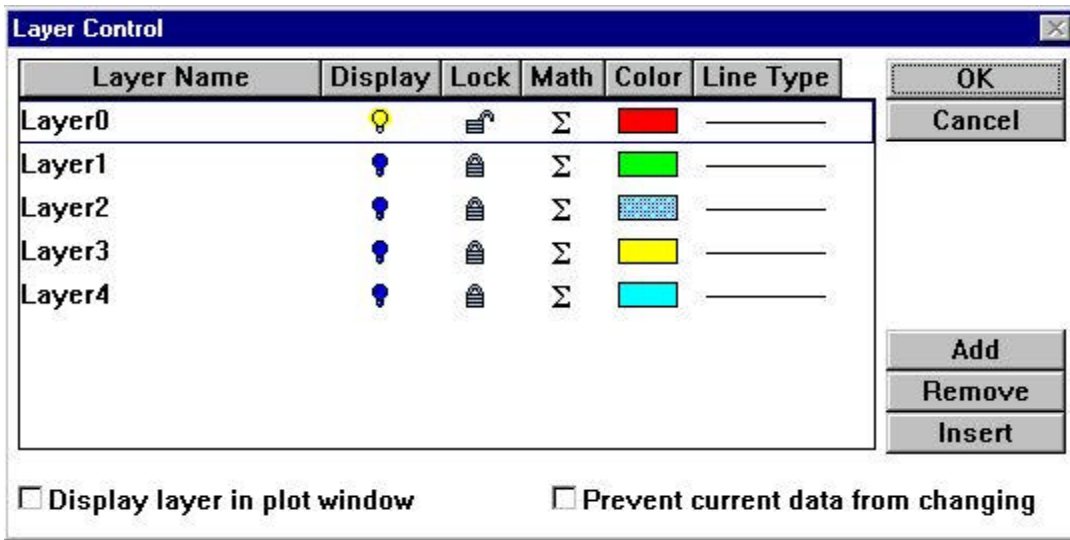 Layer Control
Layer Name Display Lock Math Color Line Type
OK
Cancel
Layer0 Σ
Layer1 Σ
Layer2 Σ
Layer3 Σ
Layer4 Σ
Add
Remove
Insert
Display layer in plot window
Prevent current data from changing